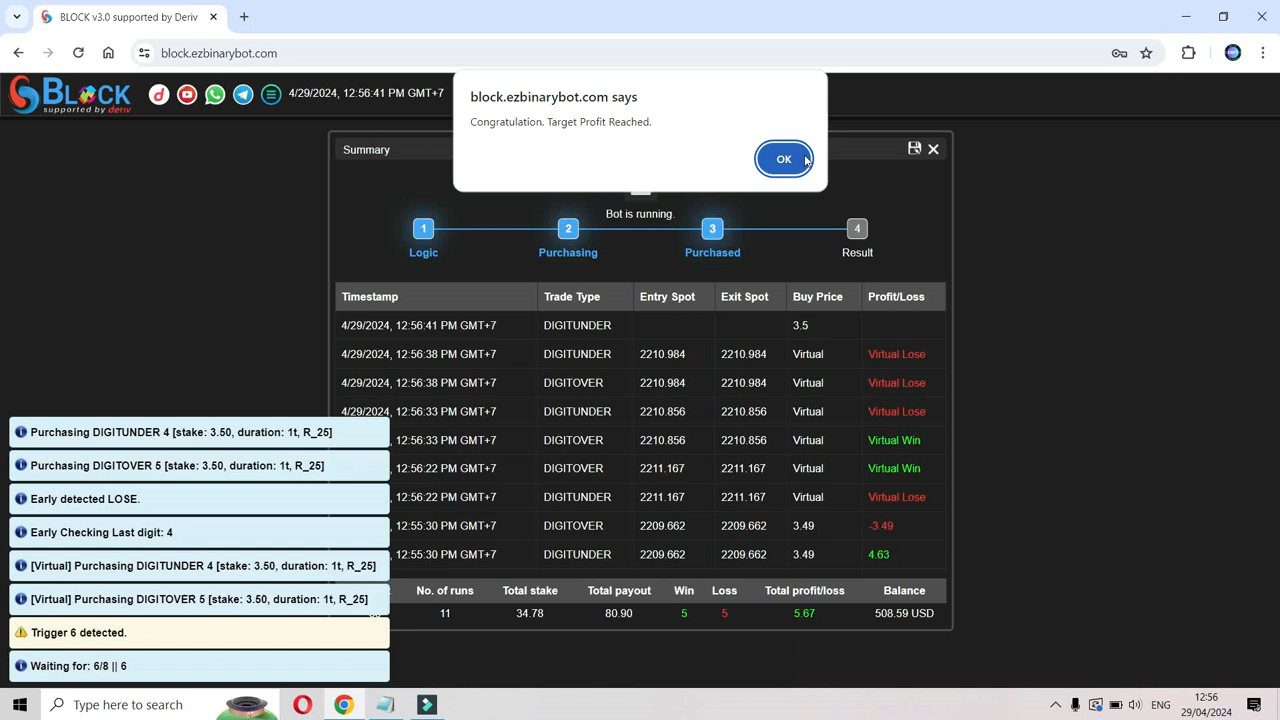 BLOCK v3.0 supported by Deriv
block.ezbinarybot.com
BLOCK
supported by deriv
4/29/2024, 12:56:41 PM GMT+7
block.ezbinarybot.com says
Congratulation. Target Profit Reached.
OK
Summary
Bot is running.
1 2 3 4
Logic Purchasing Purchased Result
Timestamp Trade Type Entry Spot Exit Spot Buy Price Profit/Loss
4/29/2024, 12:56:41 PM GMT+7 DIGITUNDER 3.5
4/29/2024, 12:56:38 PM GMT+7 DIGITUNDER 2210.984 2210.984 Virtual Virtual Lose
4/29/2024, 12:56:38 PM GMT+7 DIGITOVER 2210.984 2210.984 Virtual Virtual Lose
4/29/2024, 12:56:33 PM GMT+7 DIGITUNDER 2210.856 2210.856 Virtual Virtual Lose
12:56:33 PM GMT+7 DIGITOVER 2210.856 2210.856 Virtual Virtual Win
12:56:22 PM GMT+7 DIGITOVER 2211.167 2211.167 Virtual Virtual Win
12:56:22 PM GMT+7 DIGITUNDER 2211.167 2211.167 Virtual Virtual Lose
12:55:30 PM GMT+7 DIGITOVER 2209.662 2209.662 3.49 -3.49
12:55:30 PM GMT+7 DIGITUNDER 2209.662 2209.662 3.49 4.63
No. of runs Total stake Total payout Win Loss Total profit/loss Balance
11 34.78 80.90 5 5 5.67 508.59 USD
Purchasing DIGITUNDER 4 [stake: 3.50, duration: 1t, R_25]
Purchasing DIGITOVER 5 [stake: 3.50, duration: 1t, R_25]
Early detected LOSE.
Early Checking Last digit: 4
[Virtual] Purchasing DIGITUNDER 4 [stake: 3.50, duration: 1t, R_25]
[Virtual] Purchasing DIGITOVER 5 [stake: 3.50, duration: 1t, R_25]
Trigger 6 detected.
Waiting for: 6/8 || 6
Type here to search
ENG
12:56
29/04/2024